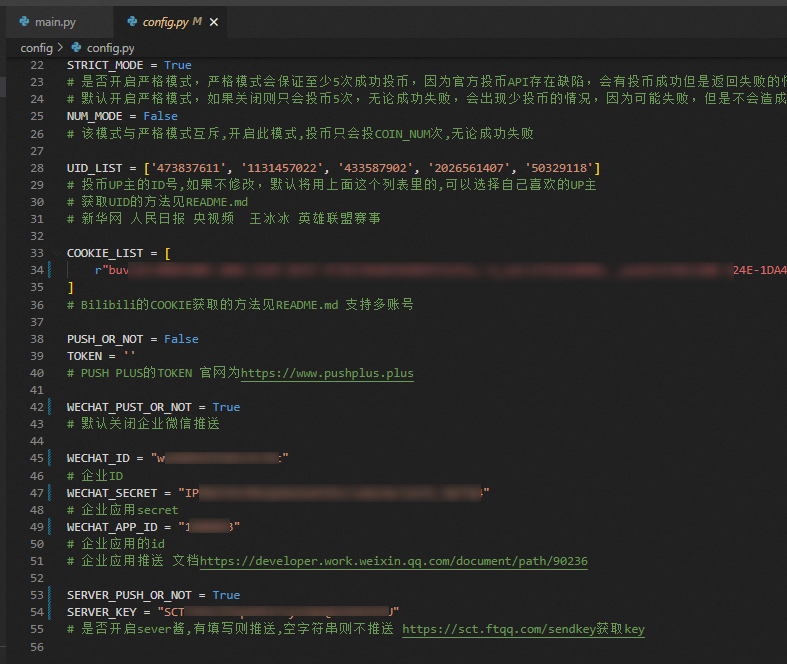 main.py
config.py M
config > config.py
22 STRICT_MODE = True
23 # 是否开启严格模式，严格模式会保证至少5次成功投币，因为官方投币API存在缺陷，会有投币成功但是返回失败的情
24 # 默认开启严格模式，如果关闭则只会投币5次，无论成功失败，会出现少投币的情况，因为可能失败，但是不会造成
25 NUM_MODE = False
26 # 该模式与严格模式互斥,开启此模式,投币只会投COIN_NUM次,无论成功失败
27
28 UID_LIST = ['473837611', '1131457022', '433587902', '2026561407', '50329118']
29 # 投币UP主的ID号,如果不修改，默认将用上面这个列表里的,可以选择自己喜欢的UP主
30 # 获取UID的方法见README.md
31 # 新华网 人民日报 央视频  王冰冰 英雄联盟赛事
32
33 COOKIE_LIST = [
34 r"buv 24E-1DA4
35 ]
36 # Bilibili的COOKIE获取的方法见README.md 支持多账号
37
38 PUSH_OR_NOT = False
39 TOKEN = ''
40 # PUSH PLUS的TOKEN 官网为https://www.pushplus.plus
41
42 WECHAT_PUST_OR_NOT = True
43 # 默认关闭企业微信推送
44
45 WECHAT_ID = "w "
46 # 企业ID
47 WECHAT_SECRET = "IP "
48 # 企业应用secret
49 WECHAT_APP_ID = "1 3"
50 # 企业应用的id
51 # 企业应用推送 文档https://developer.work.weixin.qq.com/document/path/90236
52
53 SERVER_PUSH_OR_NOT = True
54 SERVER_KEY = "SCT J"
55 # 是否开启sever酱,有填写则推送,空字符串则不推送 https://sct.ftqq.com/sendkey获取key
56